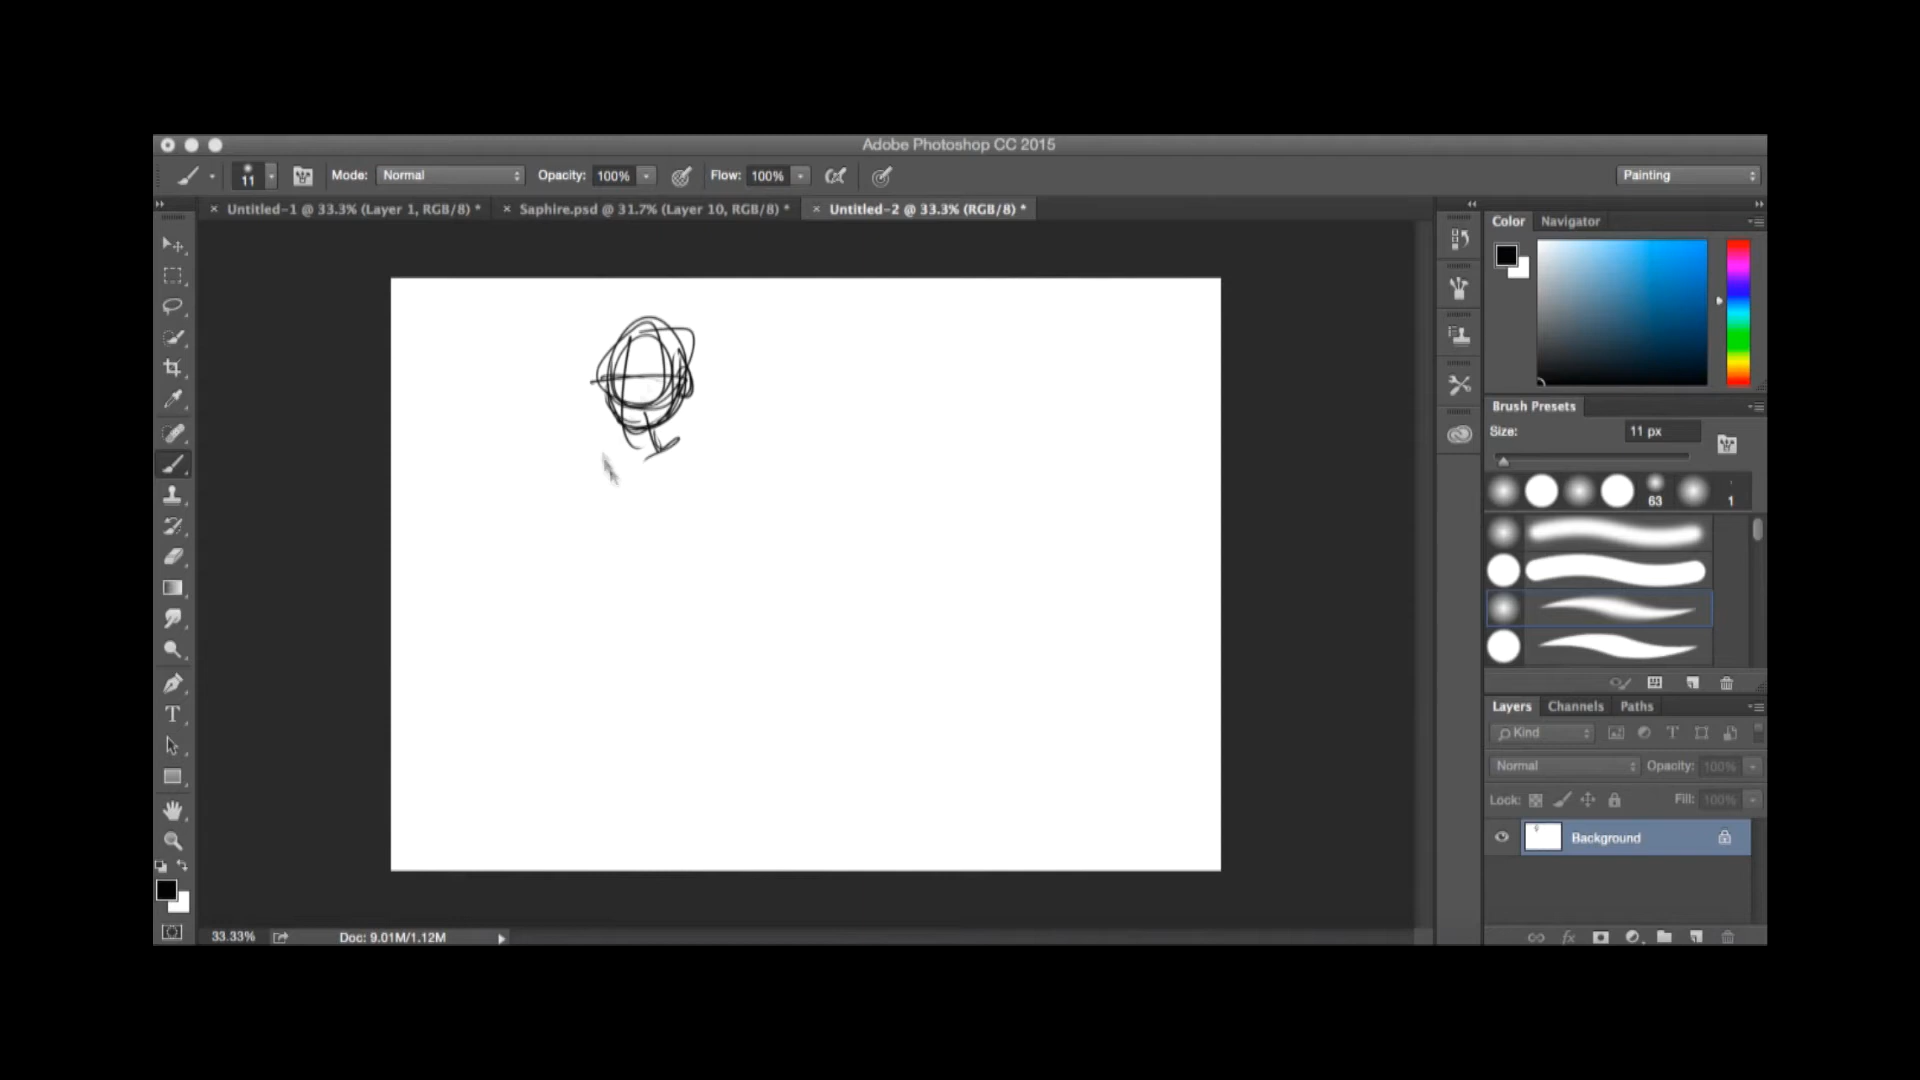 Adobe Photoshop CC 2015
11 Mode: Normal Opacity: 100% Flow: 100% Painting
Untitled-1 @ 33.3% (Layer 1, RGB/8) * Saphire.psd @ 31.7% (Layer 10, RGB/8) * Untitled-2 @ 33.3% (RGB/8) *
Color Navigator
Brush Presets
Size: 11 px
63 1
Layers Channels Paths
Kind
Normal Opacity: 100%
Lock: Fill: 100%
Background
33.33% Doc: 9.01M/1.12M